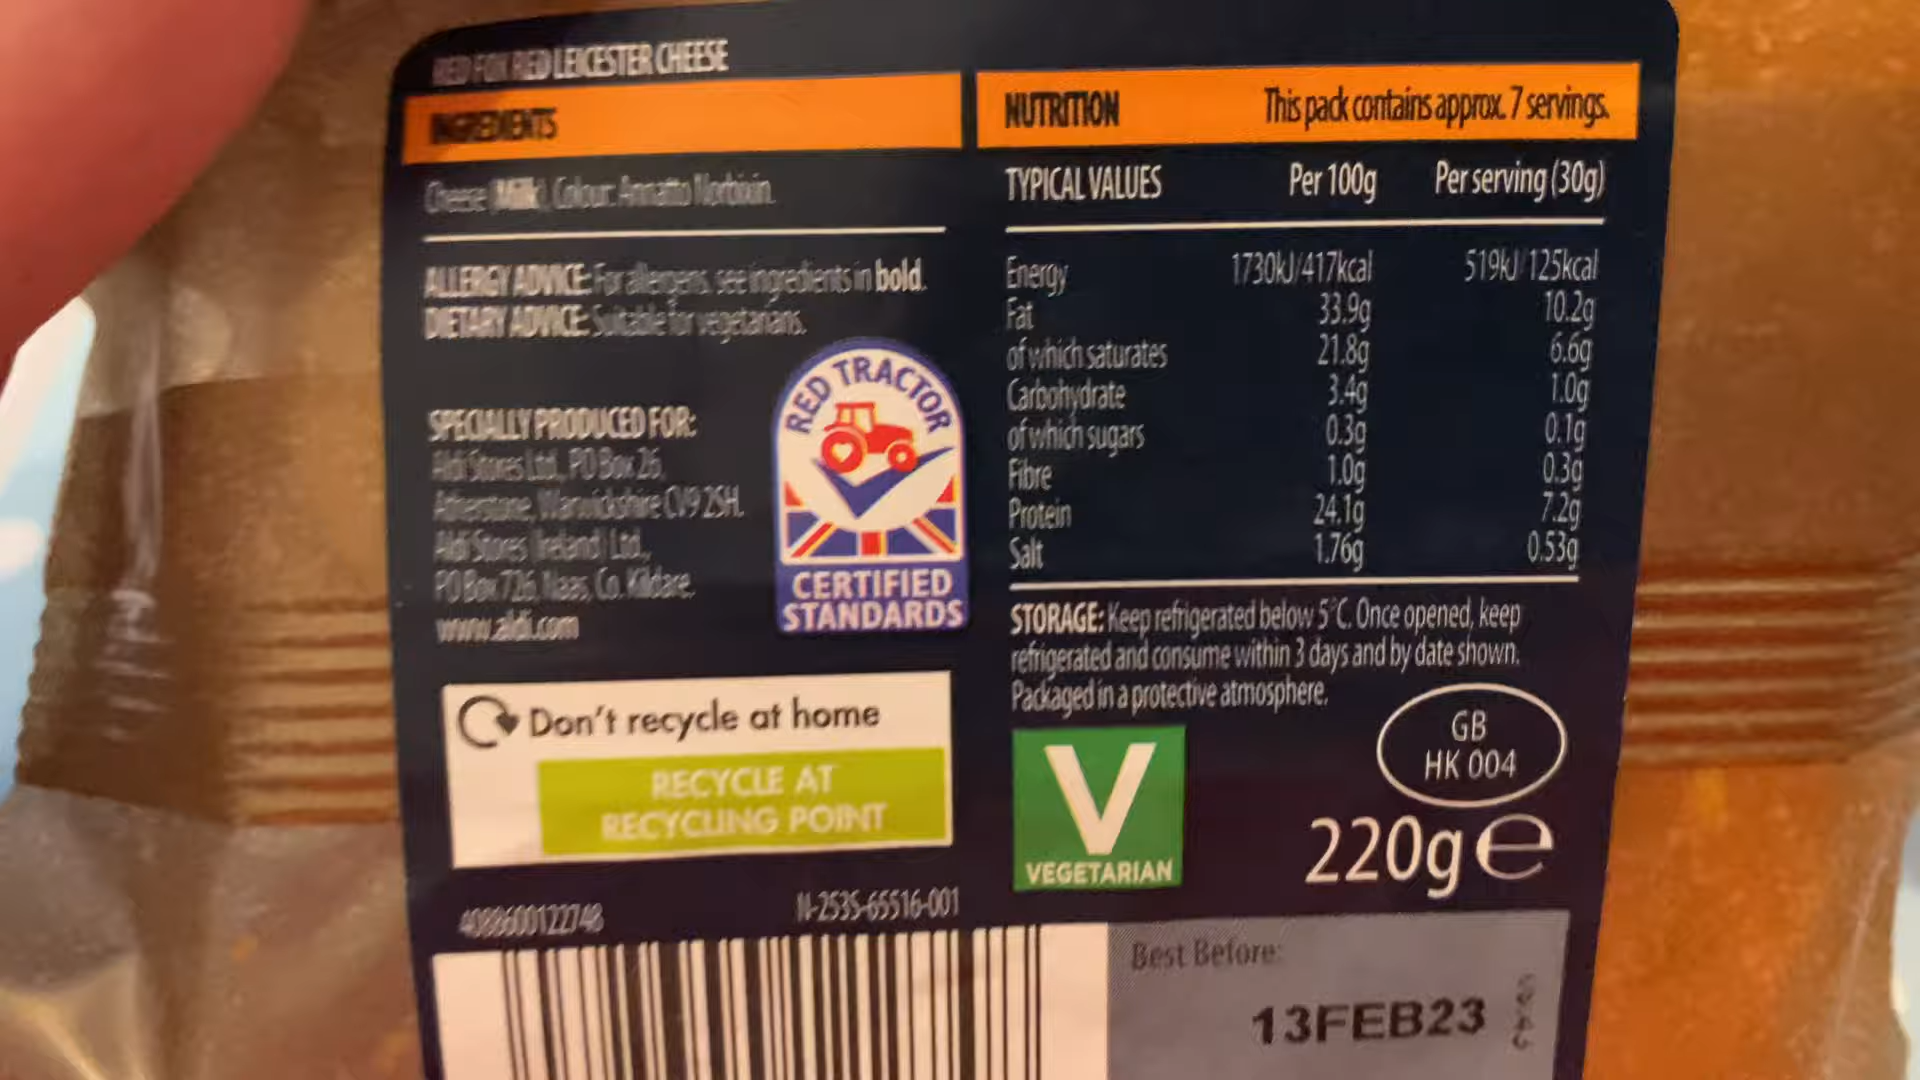 RED FOX RED LEICESTER CHEESE
INGREDIENTS
Cheese (Milk), Colour: Annatto Norbixin.
ALLERGY ADVICE: For allergens, see ingredients in bold.
DIETARY ADVICE: Suitable for vegetarians.
SPECIALLY PRODUCED FOR:
Aldi Stores Ltd., PO Box 26,
Atherstone, Warwickshire CV9 2SH.
Aldi Stores (Ireland) Ltd.,
PO Box 726, Naas, Co. Kildare.
www.aldi.com
RED TRACTOR
CERTIFIED
STANDARDS
Don't recycle at home
RECYCLE AT
RECYCLING POINT
4088600122748
N-2535-65516-001
NUTRITION This pack contains approx. 7 servings.
TYPICAL VALUES Per 100g Per serving (30g)
Energy 1730kJ/417kcal 519kJ/125kcal
Fat 33.9g 10.2g
of which saturates 21.8g 6.6g
Carbohydrate 3.4g 1.0g
of which sugars 0.3g 0.1g
Fibre 1.0g 0.3g
Protein 24.1g 7.2g
Salt 1.76g 0.53g
STORAGE: Keep refrigerated below 5°C. Once opened, keep
refrigerated and consume within 3 days and by date shown.
Packaged in a protective atmosphere.
GB
HK 004
V
VEGETARIAN
220g e
Best Before:
13FEB23